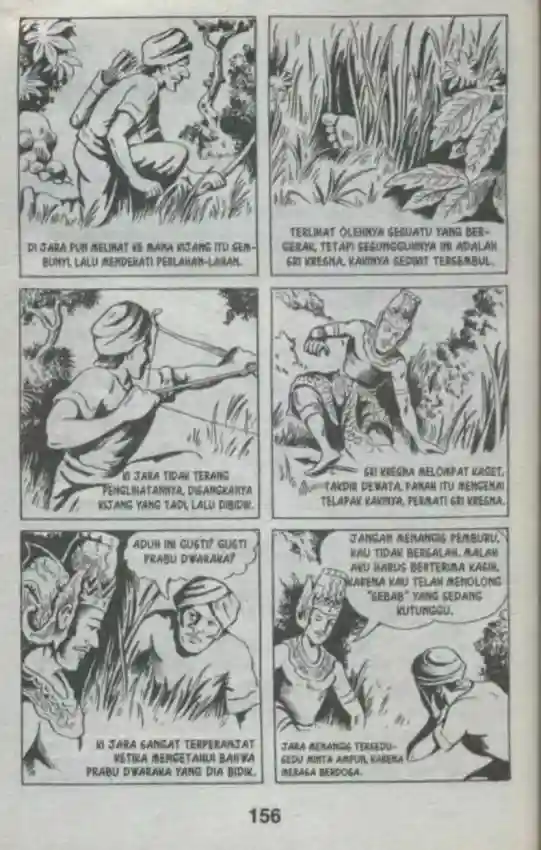 DI JARA PUN MELIHAT KE MANA KIJANG ITU SEM-
BUNYI, LALU MENDEKATI PERLAHAN-LAHAN.
TERLIHAT OLEHNYA SESUATU YANG BER-
GERAK, TETAPI SESUNGGUHNYA INI ADALAH
SRI KRESNA, KAKINYA SEDIKIT TERSEMBUL.
KI JARA TIDAK TERANG
PENGLIHATANNYA, DISANGKANYA
KIJANG YANG TADI, LALU DIBIDIK.
SRI KRESNA MELOMPAT KAGET,
TAKDIR DEWATA, PANAH ITU MENGENAI
TELAPAK KAKINYA, PERMATI SRI KRESNA.
ADUH INI GUSTI? GUSTI
PRABU DWARAKA?
KI JARA SANGAT TERPERANJAT
KETIKA MENGETAHUI BAHWA
PRABU DWARAKA YANG DIA BIDIK.
JANGAN MENANGIS PEMBURU,
KAU TIDAK BERSALAH. MALAH
AKU HARUS BERTERIMA KASIH,
KARENA KAU TELAH MENOLONG
"SEBAB" YANG SEDANG
KUTUNGGU.
JARA MENANGIS TERSEDU-
SEDU MINTA AMPUN, KARENA
MERASA BERDOSA.
156